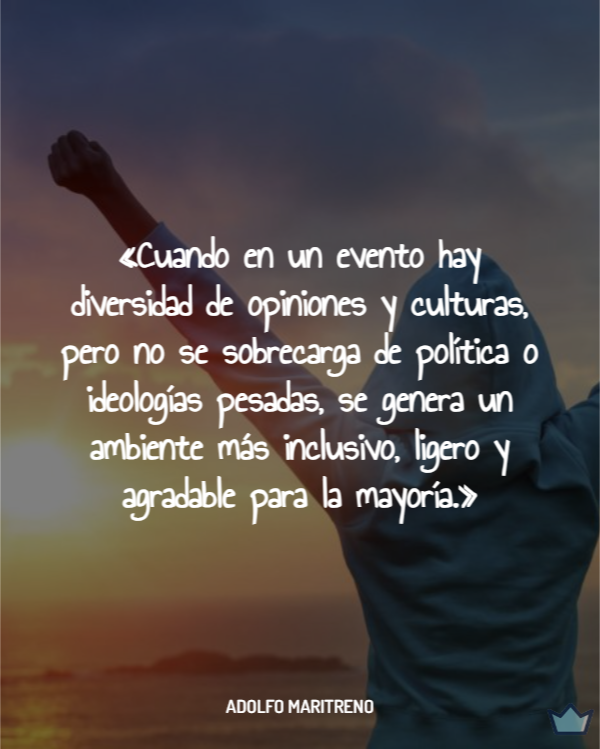 «Cuando en un evento hay
diversidad de opiniones y culturas,
pero no se sobrecarga de política o
ideologías pesadas, se genera un
ambiente más inclusivo, ligero y
agradable para la mayoría.»
ADOLFO MARITRENO